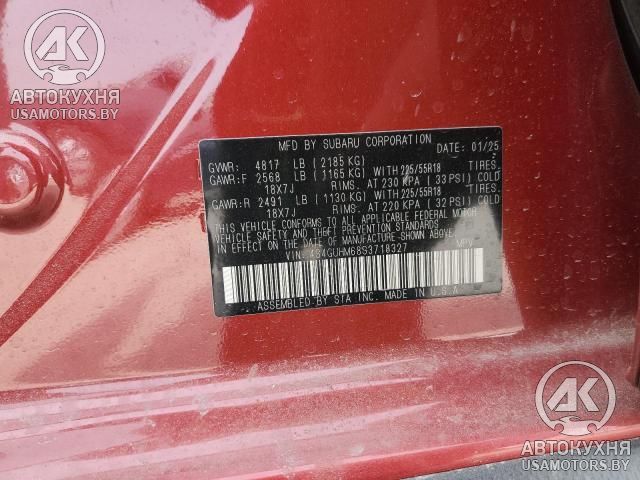 АК
АВТОКУХНЯ
USAMOTORS.BY
MFD BY SUBARU CORPORATION DATE: 01/25
GVWR: 4817 LB (2185 KG)
GAWR:F 2568 LB (1165 KG) WITH 225/55R18 TIRES.
18X7J RIMS. AT 230 KPA (33 PSI) COLD
GAWR:R 2491 LB (1130 KG) WITH 225/55R18 TIRES.
18X7J RIMS. AT 220 KPA (32 PSI) COLD
THIS VEHICLE CONFORMS TO ALL APPLICABLE FEDERAL MOTOR
VEHICLE SAFETY AND THEFT PREVENTION STANDARDS IN EFFECT
ON THE DATE OF MANUFACTURE SHOWN ABOVE.
VIN: 4S4GUHM68S3718327 MPV
ASSEMBLED BY SIA INC. MADE IN U.S.A
АК
АВТОКУХНЯ
USAMOTORS.BY